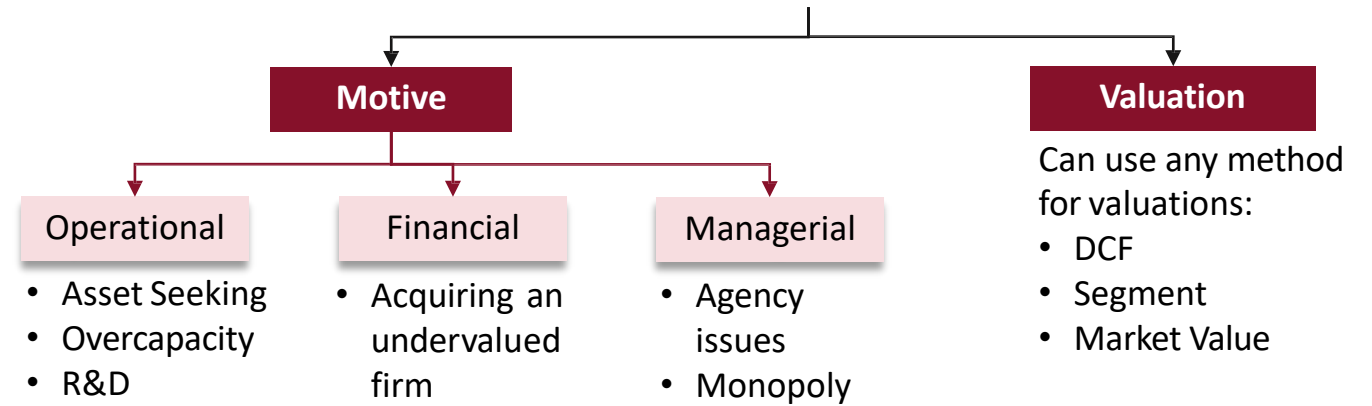 Motive
Valuation
Operational
• Asset Seeking
• Overcapacity
• R&D
Financial
• Acquiring an
undervalued
firm
Managerial
• Agency
issues
• Monopoly
Can use any method
for valuations:
• DCF
• Segment
• Market Value